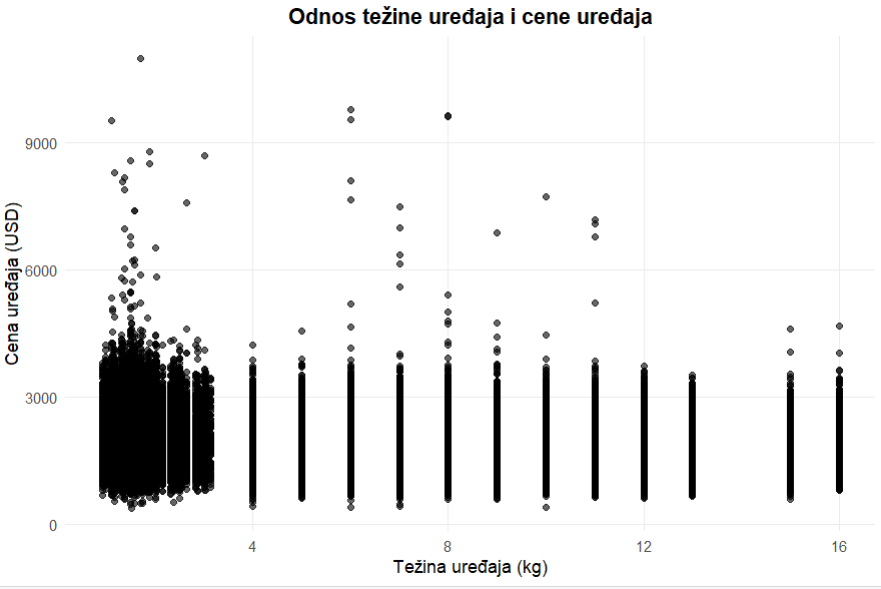 Odnos težine uređaja i cene uređaja
Cena uređaja (USD)
9000
6000
3000
0
4
8
12
16
Težina uređaja (kg)